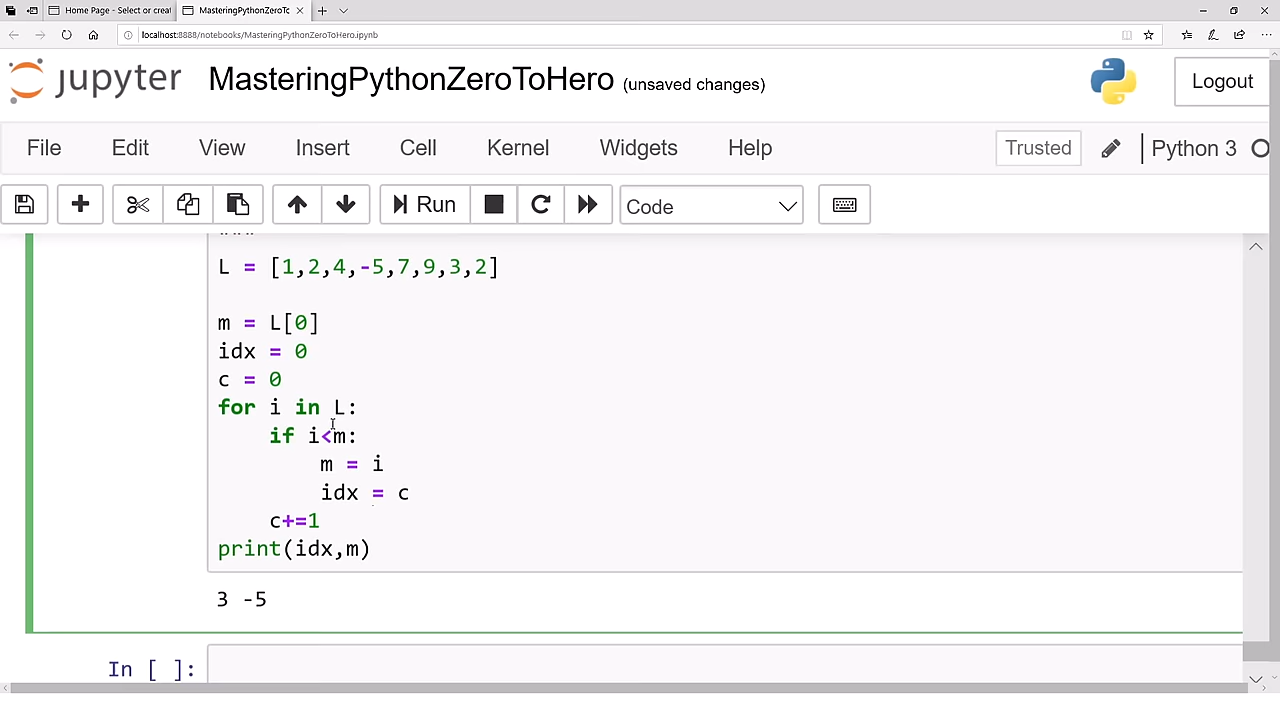 Home Page - Select or creat
MasteringPythonZeroTo
localhost:8888/notebooks/MasteringPythonZeroToHero.ipynb
jupyter MasteringPythonZeroToHero (unsaved changes) Logout
File Edit View Insert Cell Kernel Widgets Help Trusted Python 3
Run Code
L = [1,2,4,-5,7,9,3,2]
m = L[0]
idx = 0
c = 0
for i in L:
    if i<m:
        m = i
        idx = c
    c+=1
print(idx,m)
3 -5
In [ ]: